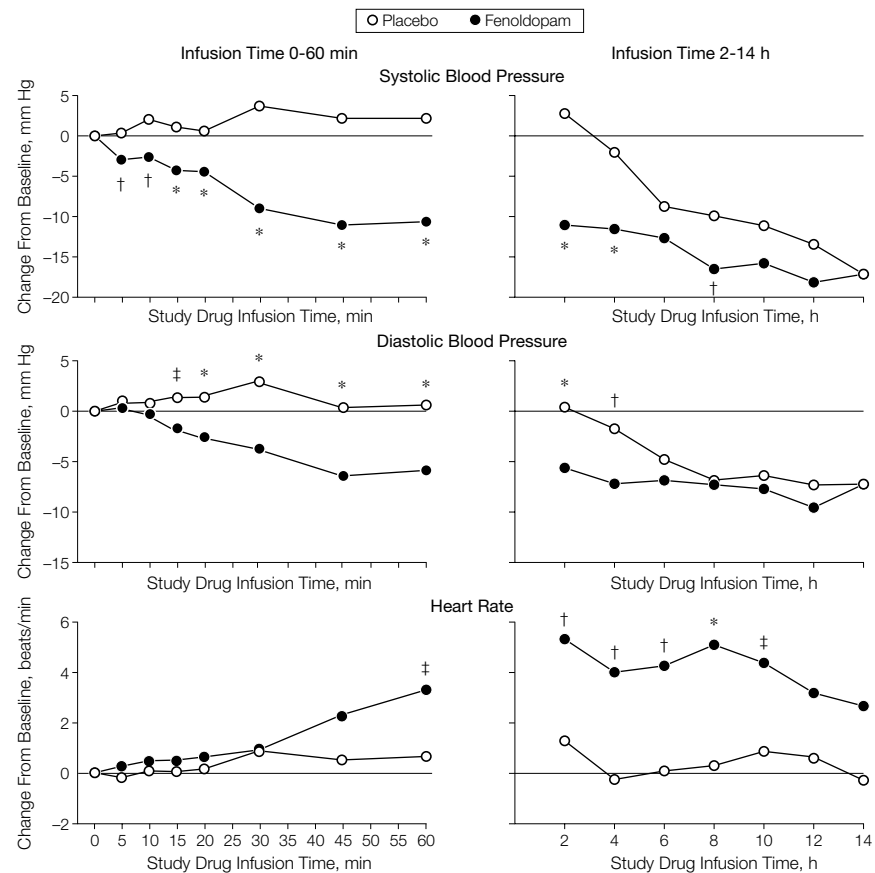 Placebo Fenoldopam
Infusion Time 0-60 min Infusion Time 2-14 h
Systolic Blood Pressure
Change From Baseline, mm Hg
5
0
–5
–10
–15
–20
† † * * * * *
* * †
Study Drug Infusion Time, min Study Drug Infusion Time, h
Diastolic Blood Pressure
Change From Baseline, mm Hg
5
0
–5
–10
–15
‡ * * * *
* †
Study Drug Infusion Time, min Study Drug Infusion Time, h
Heart Rate
Change From Baseline, beats/min
6
4
2
0
–2
‡
† † † * ‡
0 5 10 15 20 25 30 35 40 45 50 55 60
2 4 6 8 10 12 14
Study Drug Infusion Time, min Study Drug Infusion Time, h